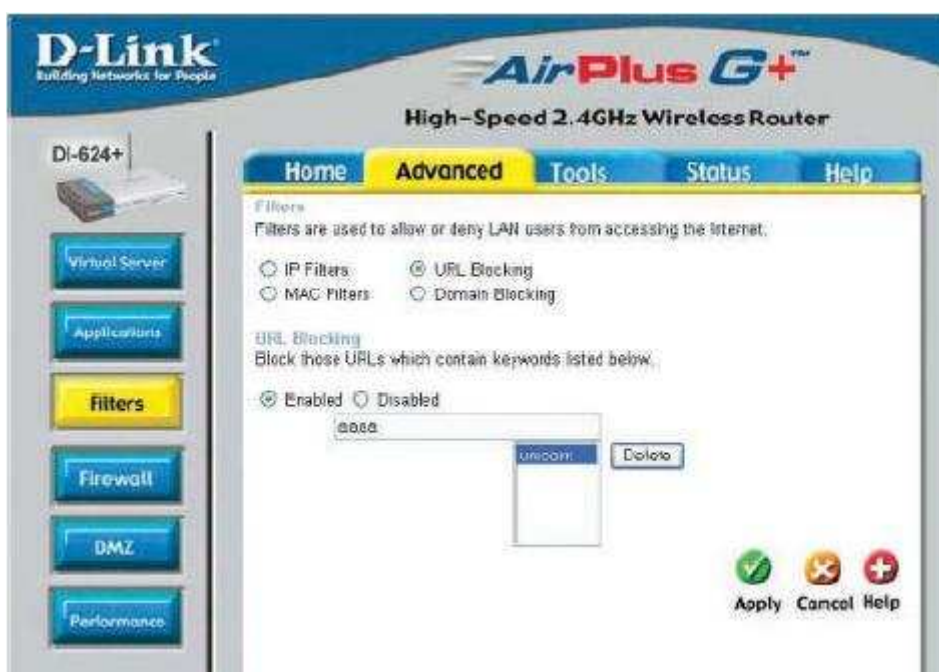 D-Link
Building Networks for People
AirPlus G+™
High-Speed 2.4GHz Wireless Router
DI-624+
Home Advanced Tools Status Help
Virtual Server
Applications
Filters
Firewall
DMZ
Performance
Filters
Filters are used to allow or deny LAN users from accessing the Internet.
IP Filters URL Blocking
MAC Filters Domain Blocking
URL Blocking
Block those URLs which contain keywords listed below.
Enabled Disabled
Delete
Apply Cancel Help